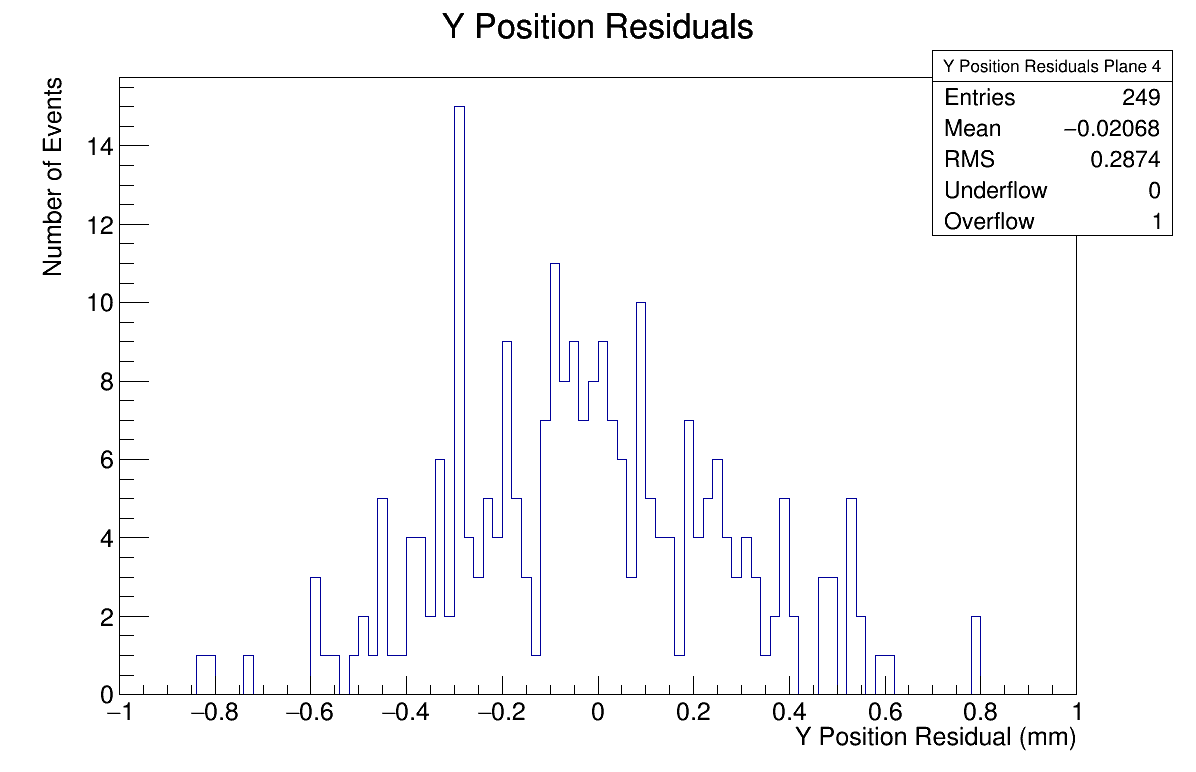 Y Position Residuals
Y Position Residuals Plane 4
Entries 249
Mean −0.02068
RMS 0.2874
Underflow 0
Overflow 1
Number of Events
14
12
10
8
6
4
2
0
−1 −0.8 −0.6 −0.4 −0.2 0 0.2 0.4 0.6 0.8 1
Y Position Residual (mm)